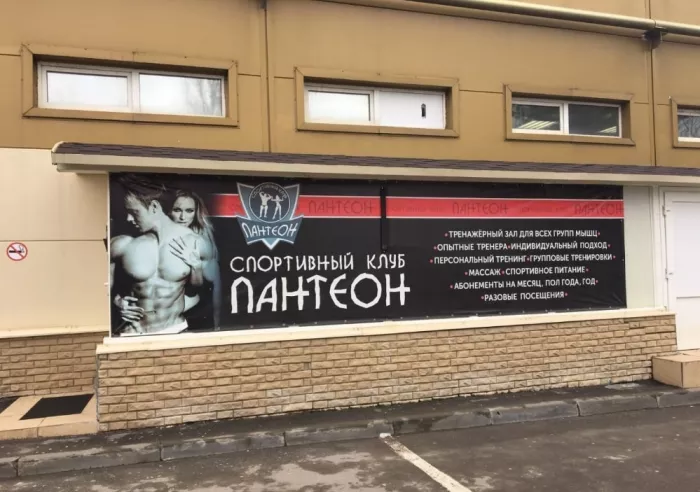 ПАНТЕОН
ПАНТЕОН ПАНТЕОН ПАНТЕОН
СПОРТИВНЫЙ КЛУБ
ПАНТЕОН
•ТРЕНАЖЁРНЫЙ ЗАЛ ДЛЯ ВСЕХ ГРУПП МЫШЦ•
•ОПЫТНЫЕ ТРЕНЕРА•ИНДИВИДУАЛЬНЫЙ ПОДХОД•
•ПЕРСОНАЛЬНЫЙ ТРЕНИНГ•ГРУППОВЫЕ ТРЕНИРОВКИ•
•МАССАЖ•СПОРТИВНОЕ ПИТАНИЕ•
•АБОНЕМЕНТЫ НА МЕСЯЦ, ПОЛ ГОДА, ГОД•
•РАЗОВЫЕ ПОСЕЩЕНИЯ•